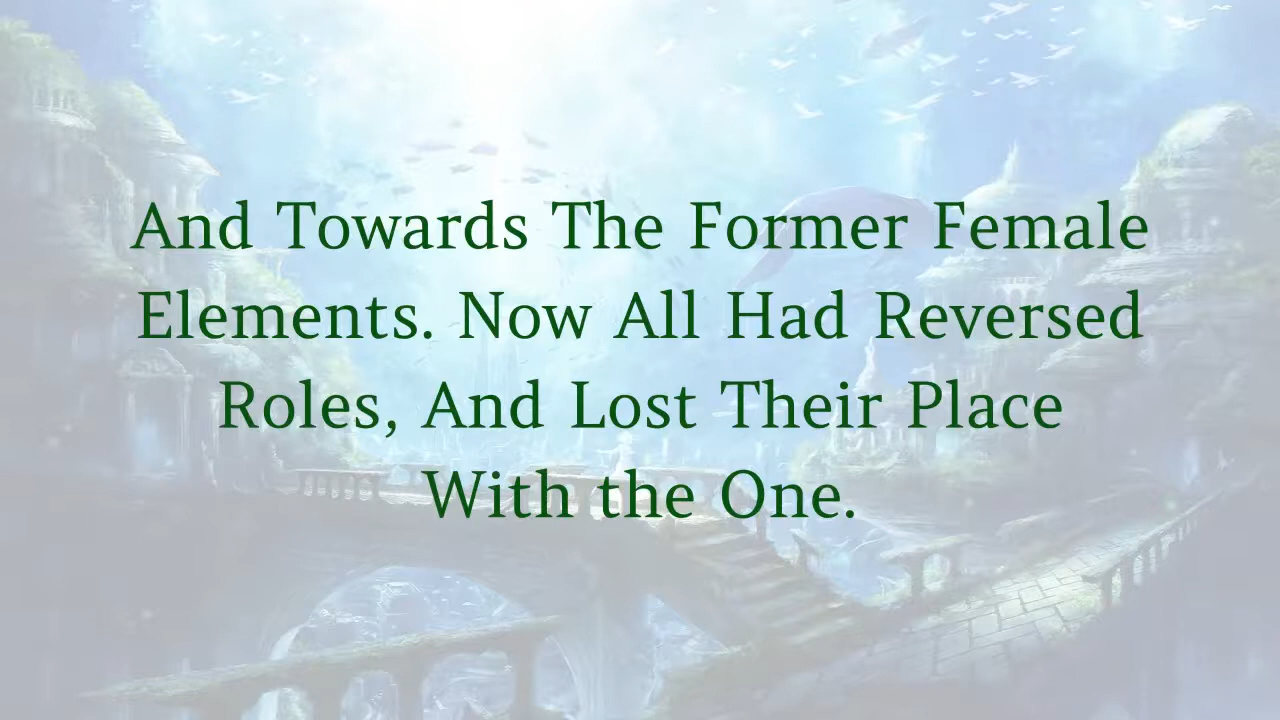 And Towards The Former Female
Elements. Now All Had Reversed
Roles, And Lost Their Place
With the One.